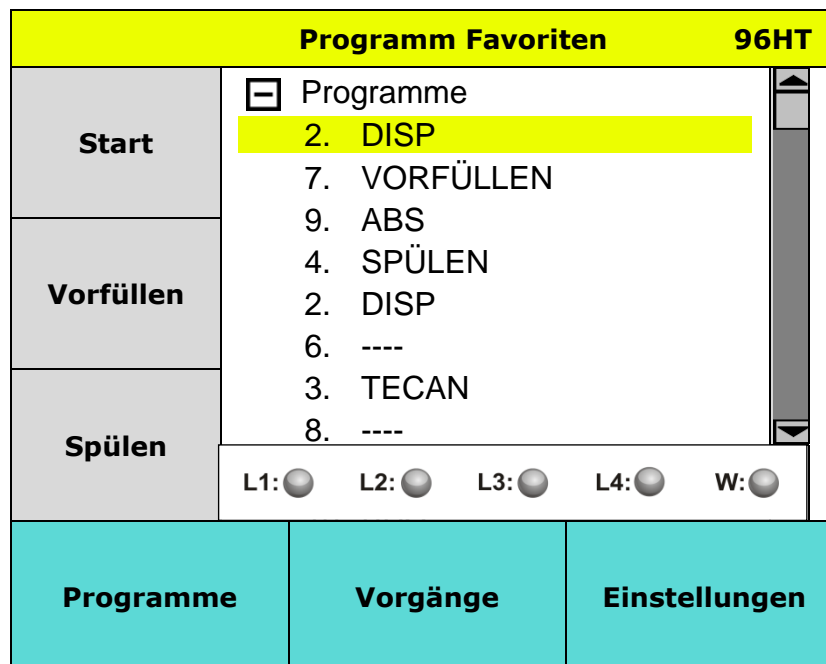 Programm Favoriten 96HT
Start
Vorfüllen
Spülen
Programme
2. DISP
7. VORFÜLLEN
9. ABS
4. SPÜLEN
2. DISP
6. ----
3. TECAN
8. ----
L1: L2: L3: L4: W:
Programme Vorgänge Einstellungen